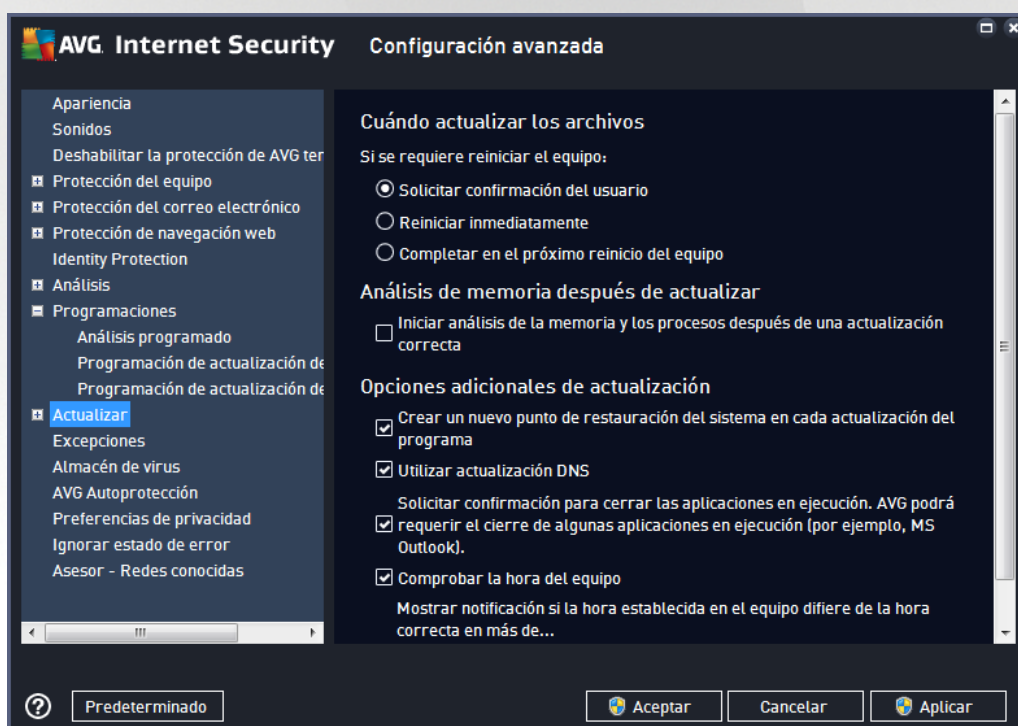 AVG. Internet Security
Configuración avanzada
Apariencia
Sonidos
Deshabilitar la protección de AVG ter
Protección del equipo
Protección del correo electrónico
Protección de navegación web
Identity Protection
Análisis
Programaciones
Análisis programado
Programación de actualización de
Programación de actualización de
Actualizar
Excepciones
Almacén de virus
AVG Autoprotección
Preferencias de privacidad
Ignorar estado de error
Asesor - Redes conocidas
Cuándo actualizar los archivos
Si se requiere reiniciar el equipo:
Solicitar confirmación del usuario
Reiniciar inmediatamente
Completar en el próximo reinicio del equipo
Análisis de memoria después de actualizar
Iniciar análisis de la memoria y los procesos después de una actualización
correcta
Opciones adicionales de actualización
Crear un nuevo punto de restauración del sistema en cada actualización del
programa
Utilizar actualización DNS
Solicitar confirmación para cerrar las aplicaciones en ejecución. AVG podrá
requerir el cierre de algunas aplicaciones en ejecución (por ejemplo, MS
Outlook).
Comprobar la hora del equipo
Mostrar notificación si la hora establecida en el equipo difiere de la hora
correcta en más de...
Predeterminado
Aceptar
Cancelar
Aplicar